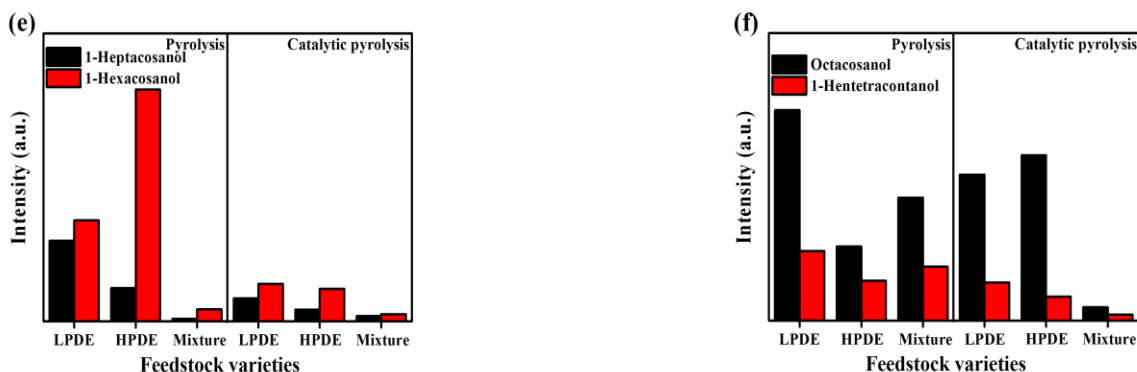 (e)
Pyrolysis
Catalytic pyrolysis
1-Heptacosanol
1-Hexacosanol
Intensity (a.u.)
LPDE HPDE Mixture LPDE HPDE Mixture
Feedstock varieties
(f)
Pyrolysis
Catalytic pyrolysis
Octacosanol
1-Hentetracontanol
Intensity (a.u.)
LPDE HPDE Mixture LPDE HPDE Mixture
Feedstock varieties